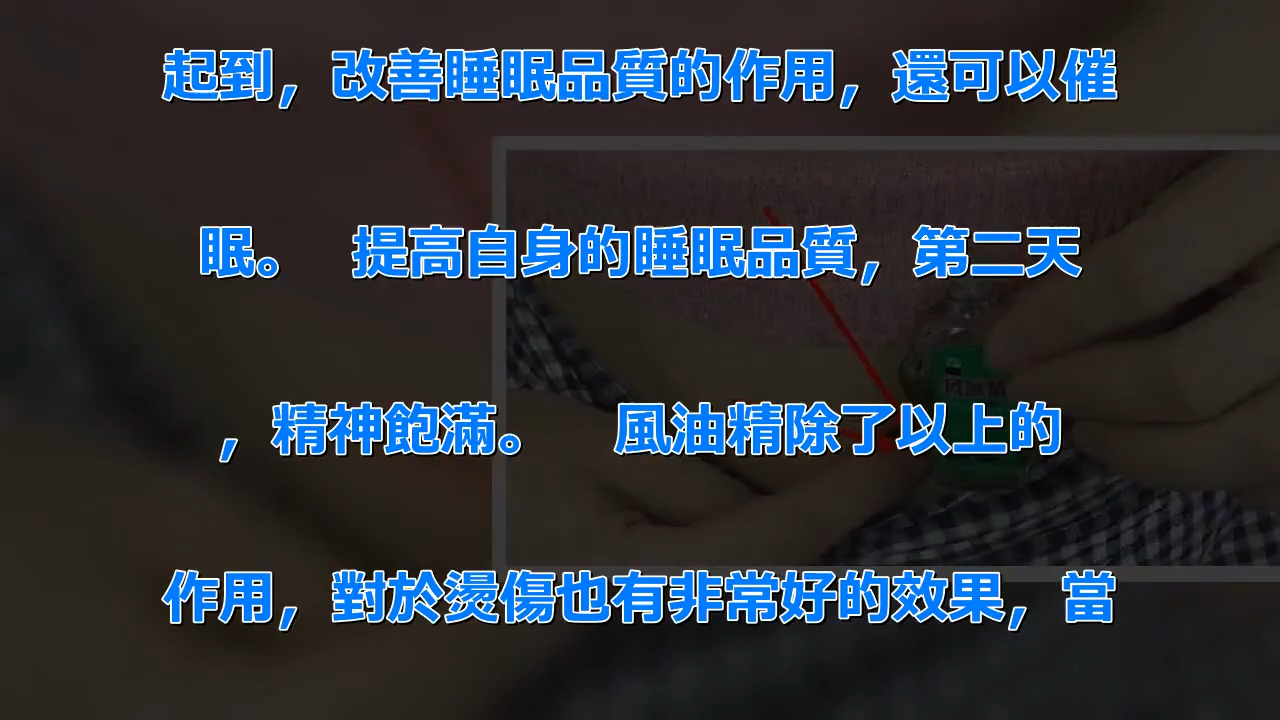 起到，改善睡眠品質的作用，還可以催
眠。　提高自身的睡眠品質，第二天
，精神飽滿。　風油精除了以上的
作用，對於燙傷也有非常好的效果，當